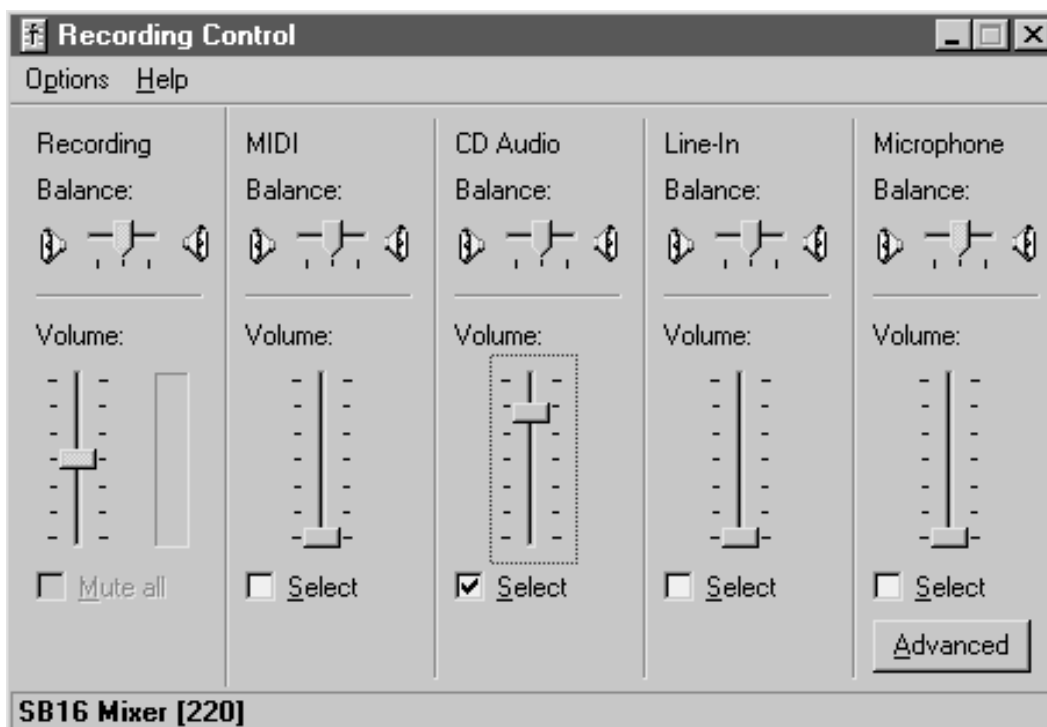 Recording Control
Options Help
Recording MIDI CD Audio Line-In Microphone
Balance: Balance: Balance: Balance: Balance:
Volume: Volume: Volume: Volume: Volume:
Mute all Select Select Select Select
Advanced
SB16 Mixer [220]